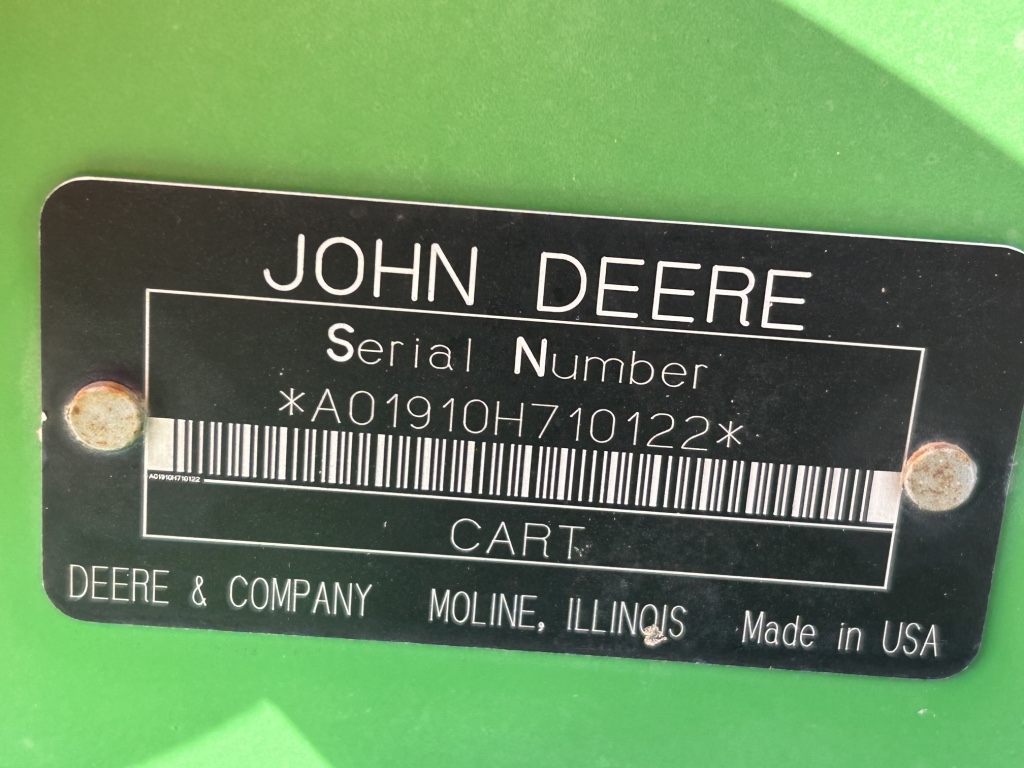 JOHN DEERE
Serial Number
*A01910H710122*
A01910H710122
CART
DEERE & COMPANY MOLINE, ILLINOIS Made in USA